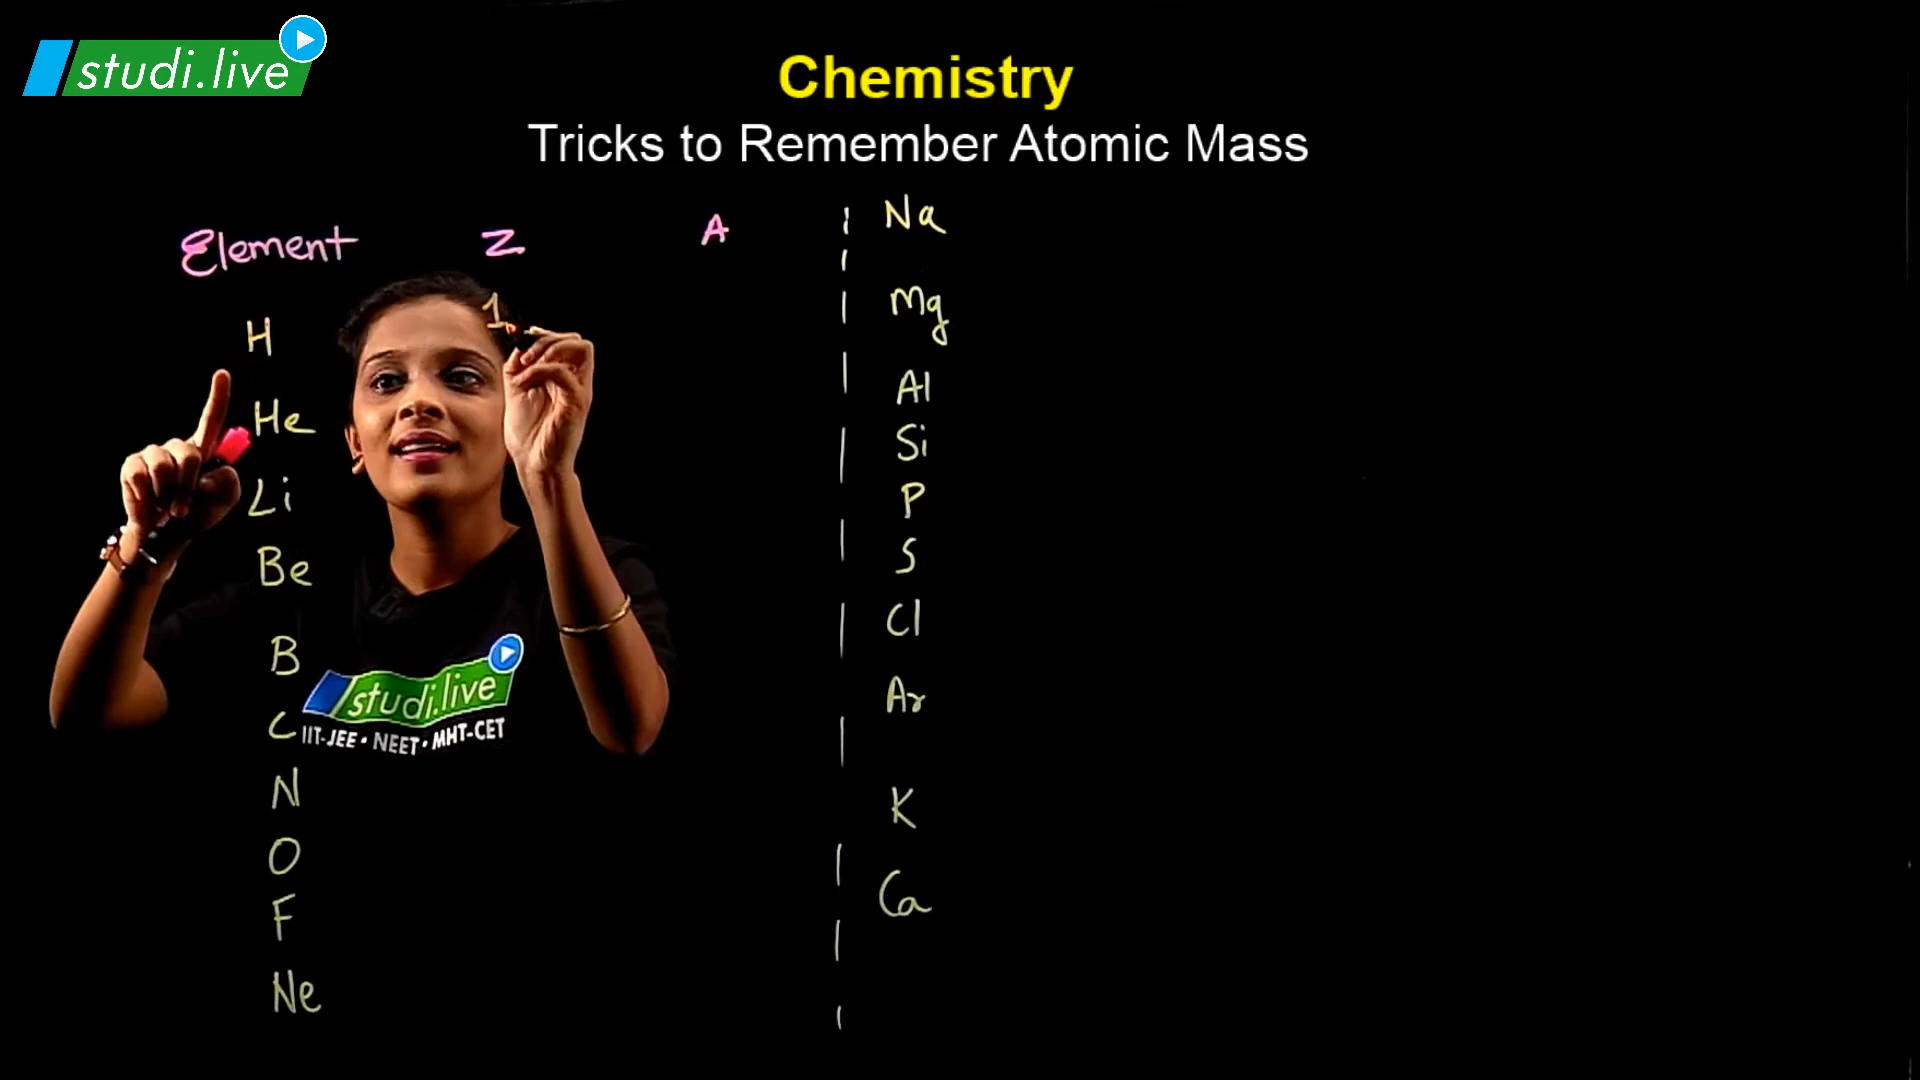 studi.live
Chemistry
Tricks to Remember Atomic Mass
Element Z A
H 1
He
Li
Be
B
C
N
O
F
Ne
Na
Mg
Al
Si
P
S
Cl
Ar
K
Ca
studi.live
IIT-JEE • NEET • MHT-CET